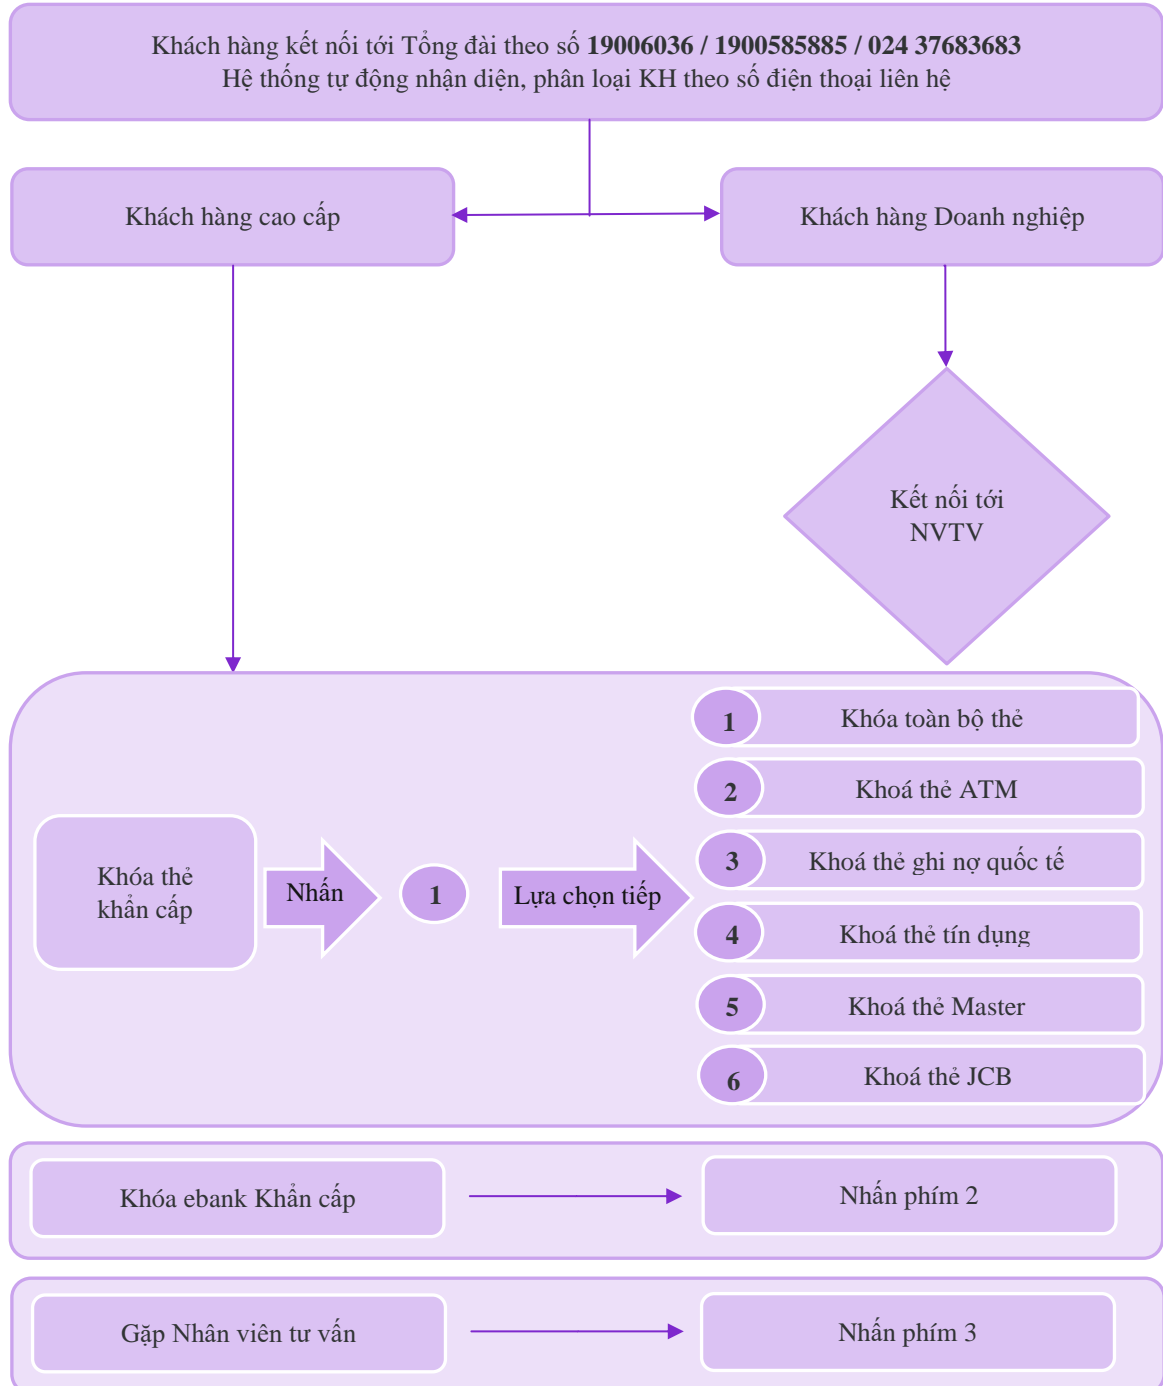 Khách hàng kết nối tới Tổng đài theo số 19006036 / 1900585885 / 024 37683683
Hệ thống tự động nhận diện, phân loại KH theo số điện thoại liên hệ
Khách hàng cao cấp
Khách hàng Doanh nghiệp
Kết nối tới
NVTV
Khóa thẻ
khẩn cấp
Nhấn
1
Lựa chọn tiếp
1 Khóa toàn bộ thẻ
2 Khoá thẻ ATM
3 Khoá thẻ ghi nợ quốc tế
4 Khoá thẻ tín dụng
5 Khoá thẻ Master
6 Khoá thẻ JCB
Khóa ebank Khẩn cấp
Nhấn phím 2
Gặp Nhân viên tư vấn
Nhấn phím 3